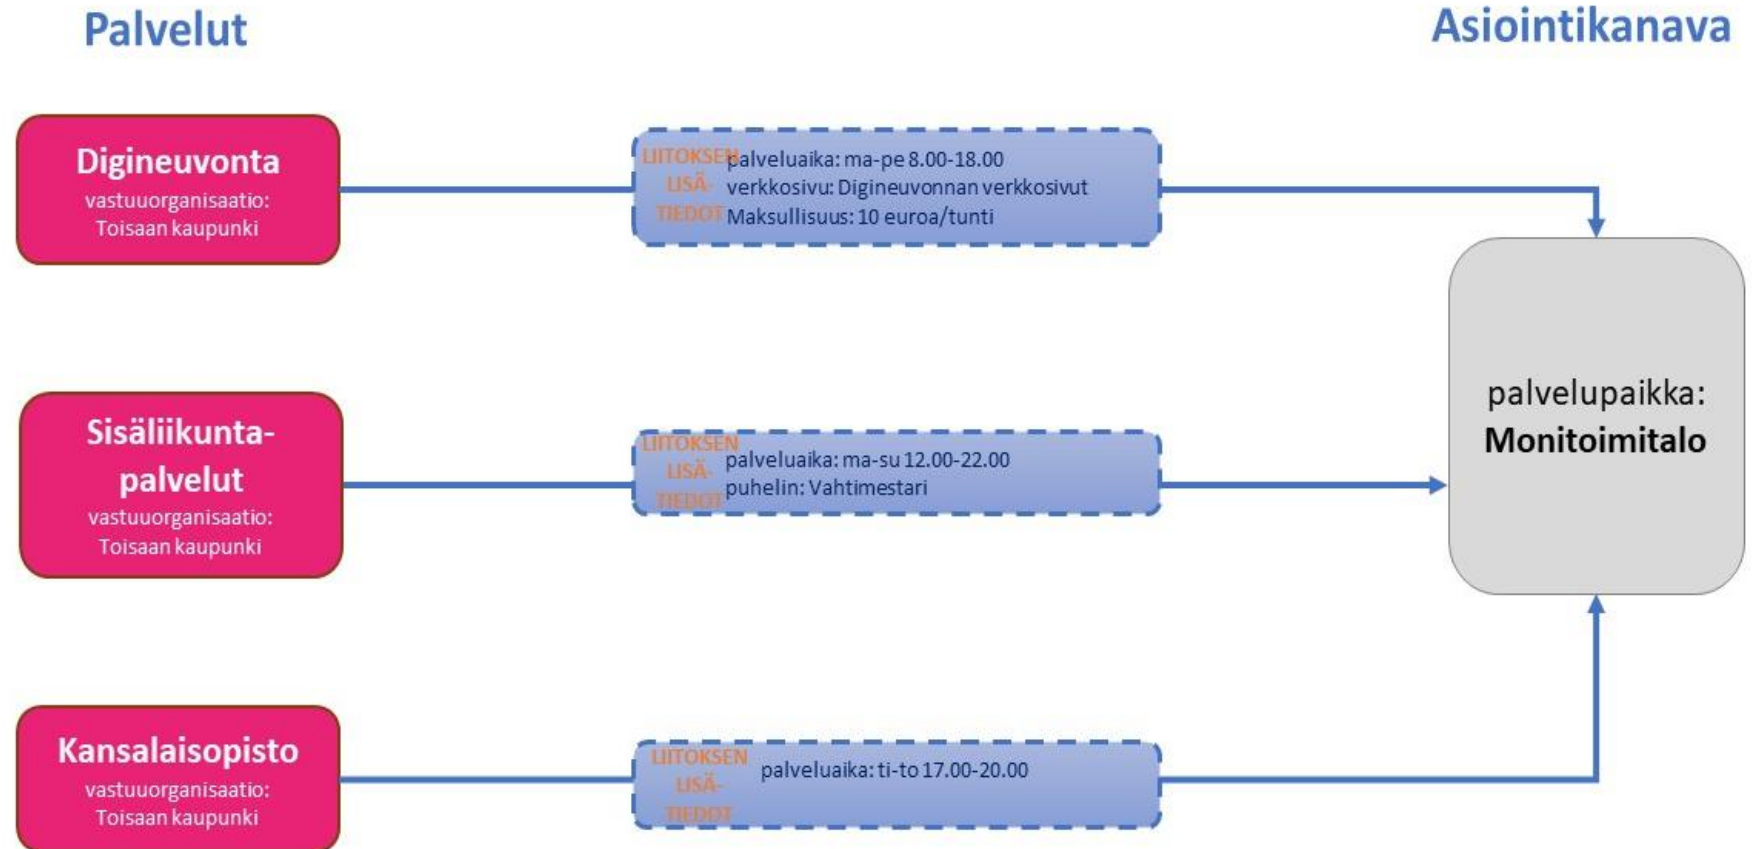 Palvelut
Asiointikanava
Digineuvonta
vastuuorganisaatio:
Toisaan kaupunki
LIITOKSEN
LISÄ-
TIEDOT
palveluaika: ma-pe 8.00-18.00
verkkosivu: Digineuvonnan verkkosivut
Maksullisuus: 10 euroa/tunti
Sisäliikunta-
palvelut
vastuuorganisaatio:
Toisaan kaupunki
LIITOKSEN
LISÄ-
TIEDOT
palveluaika: ma-su 12.00-22.00
puhelin: Vahtimestari
palvelupaikka:
Monitoimitalo
Kansalaisopisto
vastuuorganisaatio:
Toisaan kaupunki
LIITOKSEN
LISÄ-
TIEDOT
palveluaika: ti-to 17.00-20.00